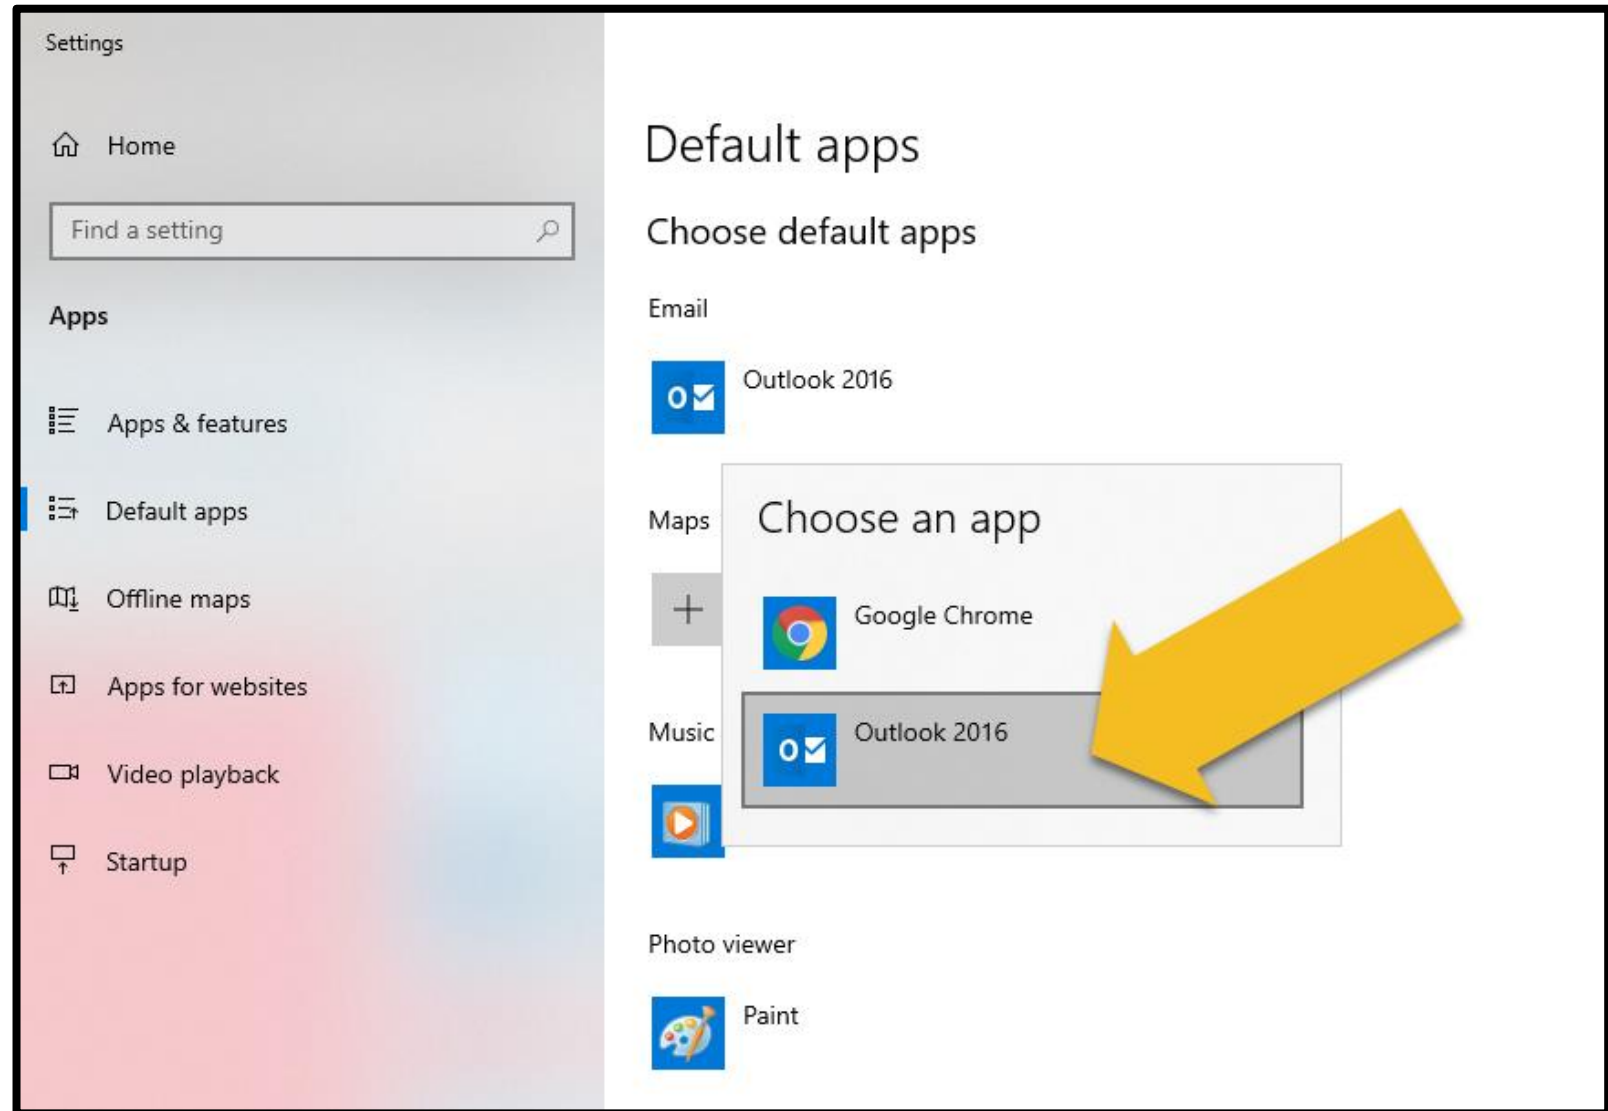 Settings
Home
Find a setting
Apps
Apps & features
Default apps
Offline maps
Apps for websites
Video playback
Startup
Default apps
Choose default apps
Email
Outlook 2016
Maps
Choose an app
Google Chrome
Outlook 2016
Music
Photo viewer
Paint